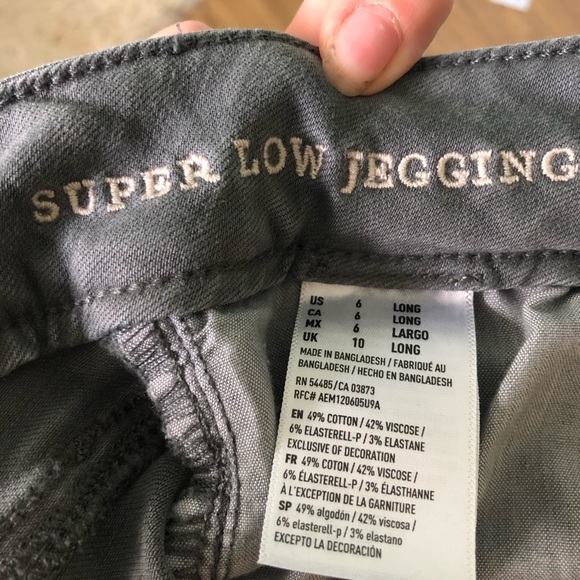 SUPER LOW JEGGING
US 6 LONG
CA 6 LONG
MX 6 LARGO
UK 10 LONG
MADE IN BANGLADESH / FABRIQUÉ AU
BANGLADESH / HECHO EN BANGLADESH
RN 54485/CA 03873
RFC# AEM120605U9A
EN 49% COTTON / 42% VISCOSE /
6% ELASTERELL-P / 3% ELASTANE
EXCLUSIVE OF DECORATION
FR 49% COTON / 42% VISCOSE /
6% ÉLASTERELL-P / 3% ÉLASTHANNE
À L'EXCEPTION DE LA GARNITURE
SP 49% algodón / 42% viscosa /
6% elasterell-p / 3% elastano
EXCEPTO LA DECORACIÓN